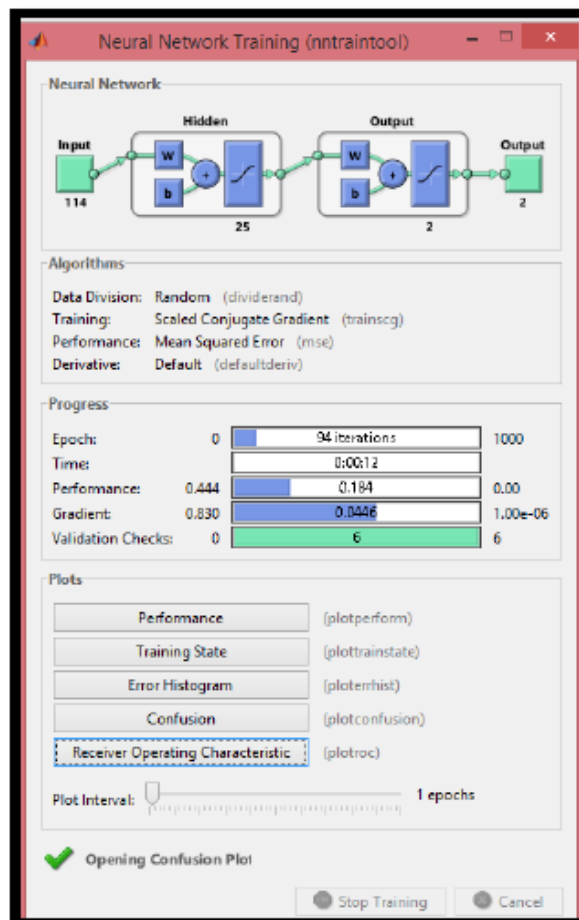 Neural Network Training (nntraintool)
Neural Network
Hidden Output
Input Output
W W
b b
114 25 2 2
Algorithms
Data Division: Random (dividerand)
Training: Scaled Conjugate Gradient (trainscg)
Performance: Mean Squared Error (mse)
Derivative: Default (defaultderiv)
Progress
Epoch: 0 94 iterations 1000
Time: 0:00:12
Performance: 0.444 0.184 0.00
Gradient: 0.830 0.0446 1.00e-06
Validation Checks: 0 6 6
Plots
Performance (plotperform)
Training State (plottrainstate)
Error Histogram (ploterrhist)
Confusion (plotconfusion)
Receiver Operating Characteristic (plotroc)
Plot Interval: 1 epochs
Opening Confusion Plot
Stop Training Cancel